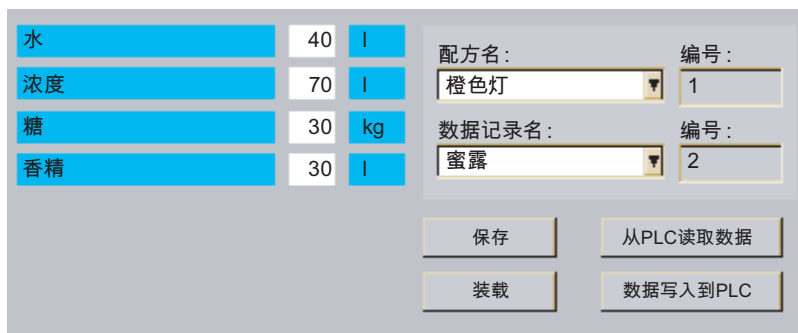 水 40 l
浓度 70 l
糖 30 kg
香精 30 l
配方名: 编号:
橙色灯 1
数据记录名: 编号:
蜜露 2
保存 从PLC读取数据
装载 数据写入到PLC